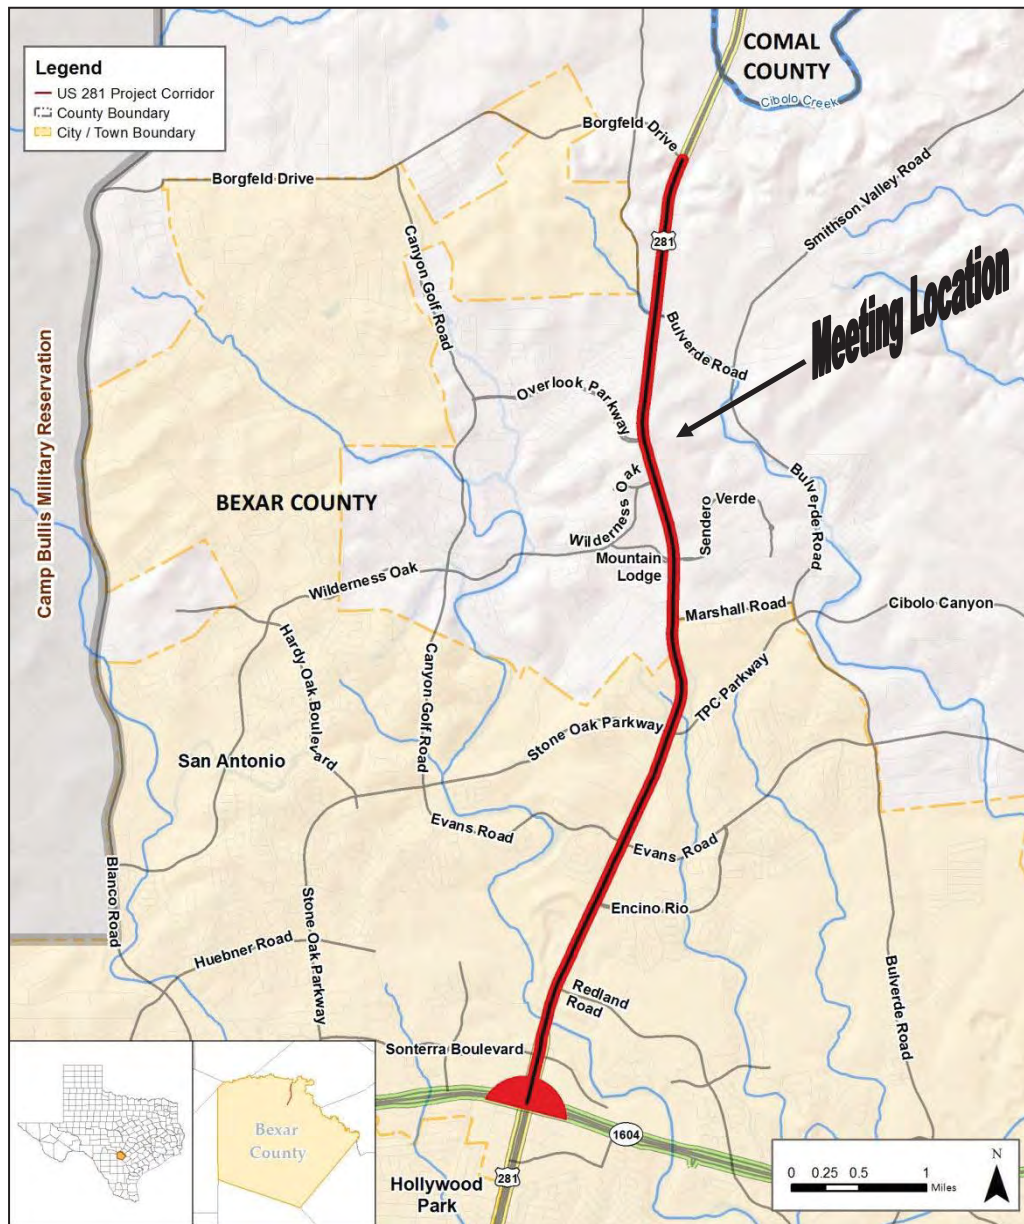 COMAL
COUNTY
Cibolo Creek
Legend
US 281 Project Corridor
County Boundary
City / Town Boundary
Borgfeld Drive
Borgfeld Drive
Smithson Valley Road
281
Canyon Golf Road
Meeting Location
Bulverde Road
Overlook Parkway
Camp Bullis Military Reservation
BEXAR COUNTY
Wilderness Oak
Sendero Verde
Bulverde Road
Mountain
Lodge
Wilderness Oak
Marshall Road
Cibolo Canyon
Hardy Oak Boulevard
Canyon Golf Road
TPC Parkway
Stone Oak Parkway
San Antonio
Evans Road
Evans Road
Blanco Road
Encino Rio
Stone Oak Parkway
Huebner Road
Bulverde Road
Redland
Road
Sonterra Boulevard
1604
Bexar
County
281
Hollywood
Park
0 0.25 0.5 1
Miles
N